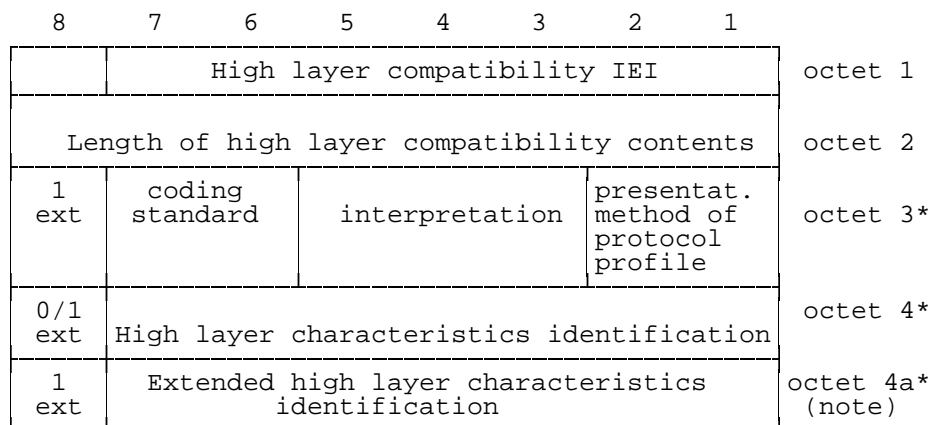 8 7 6 5 4 3 2 1
High layer compatibility IEI octet 1
Length of high layer compatibility contents octet 2
1 coding presentat.
ext standard interpretation method of octet 3*
protocol
profile
0/1 octet 4*
ext High layer characteristics identification
1 Extended high layer characteristics octet 4a*
ext identification (note)